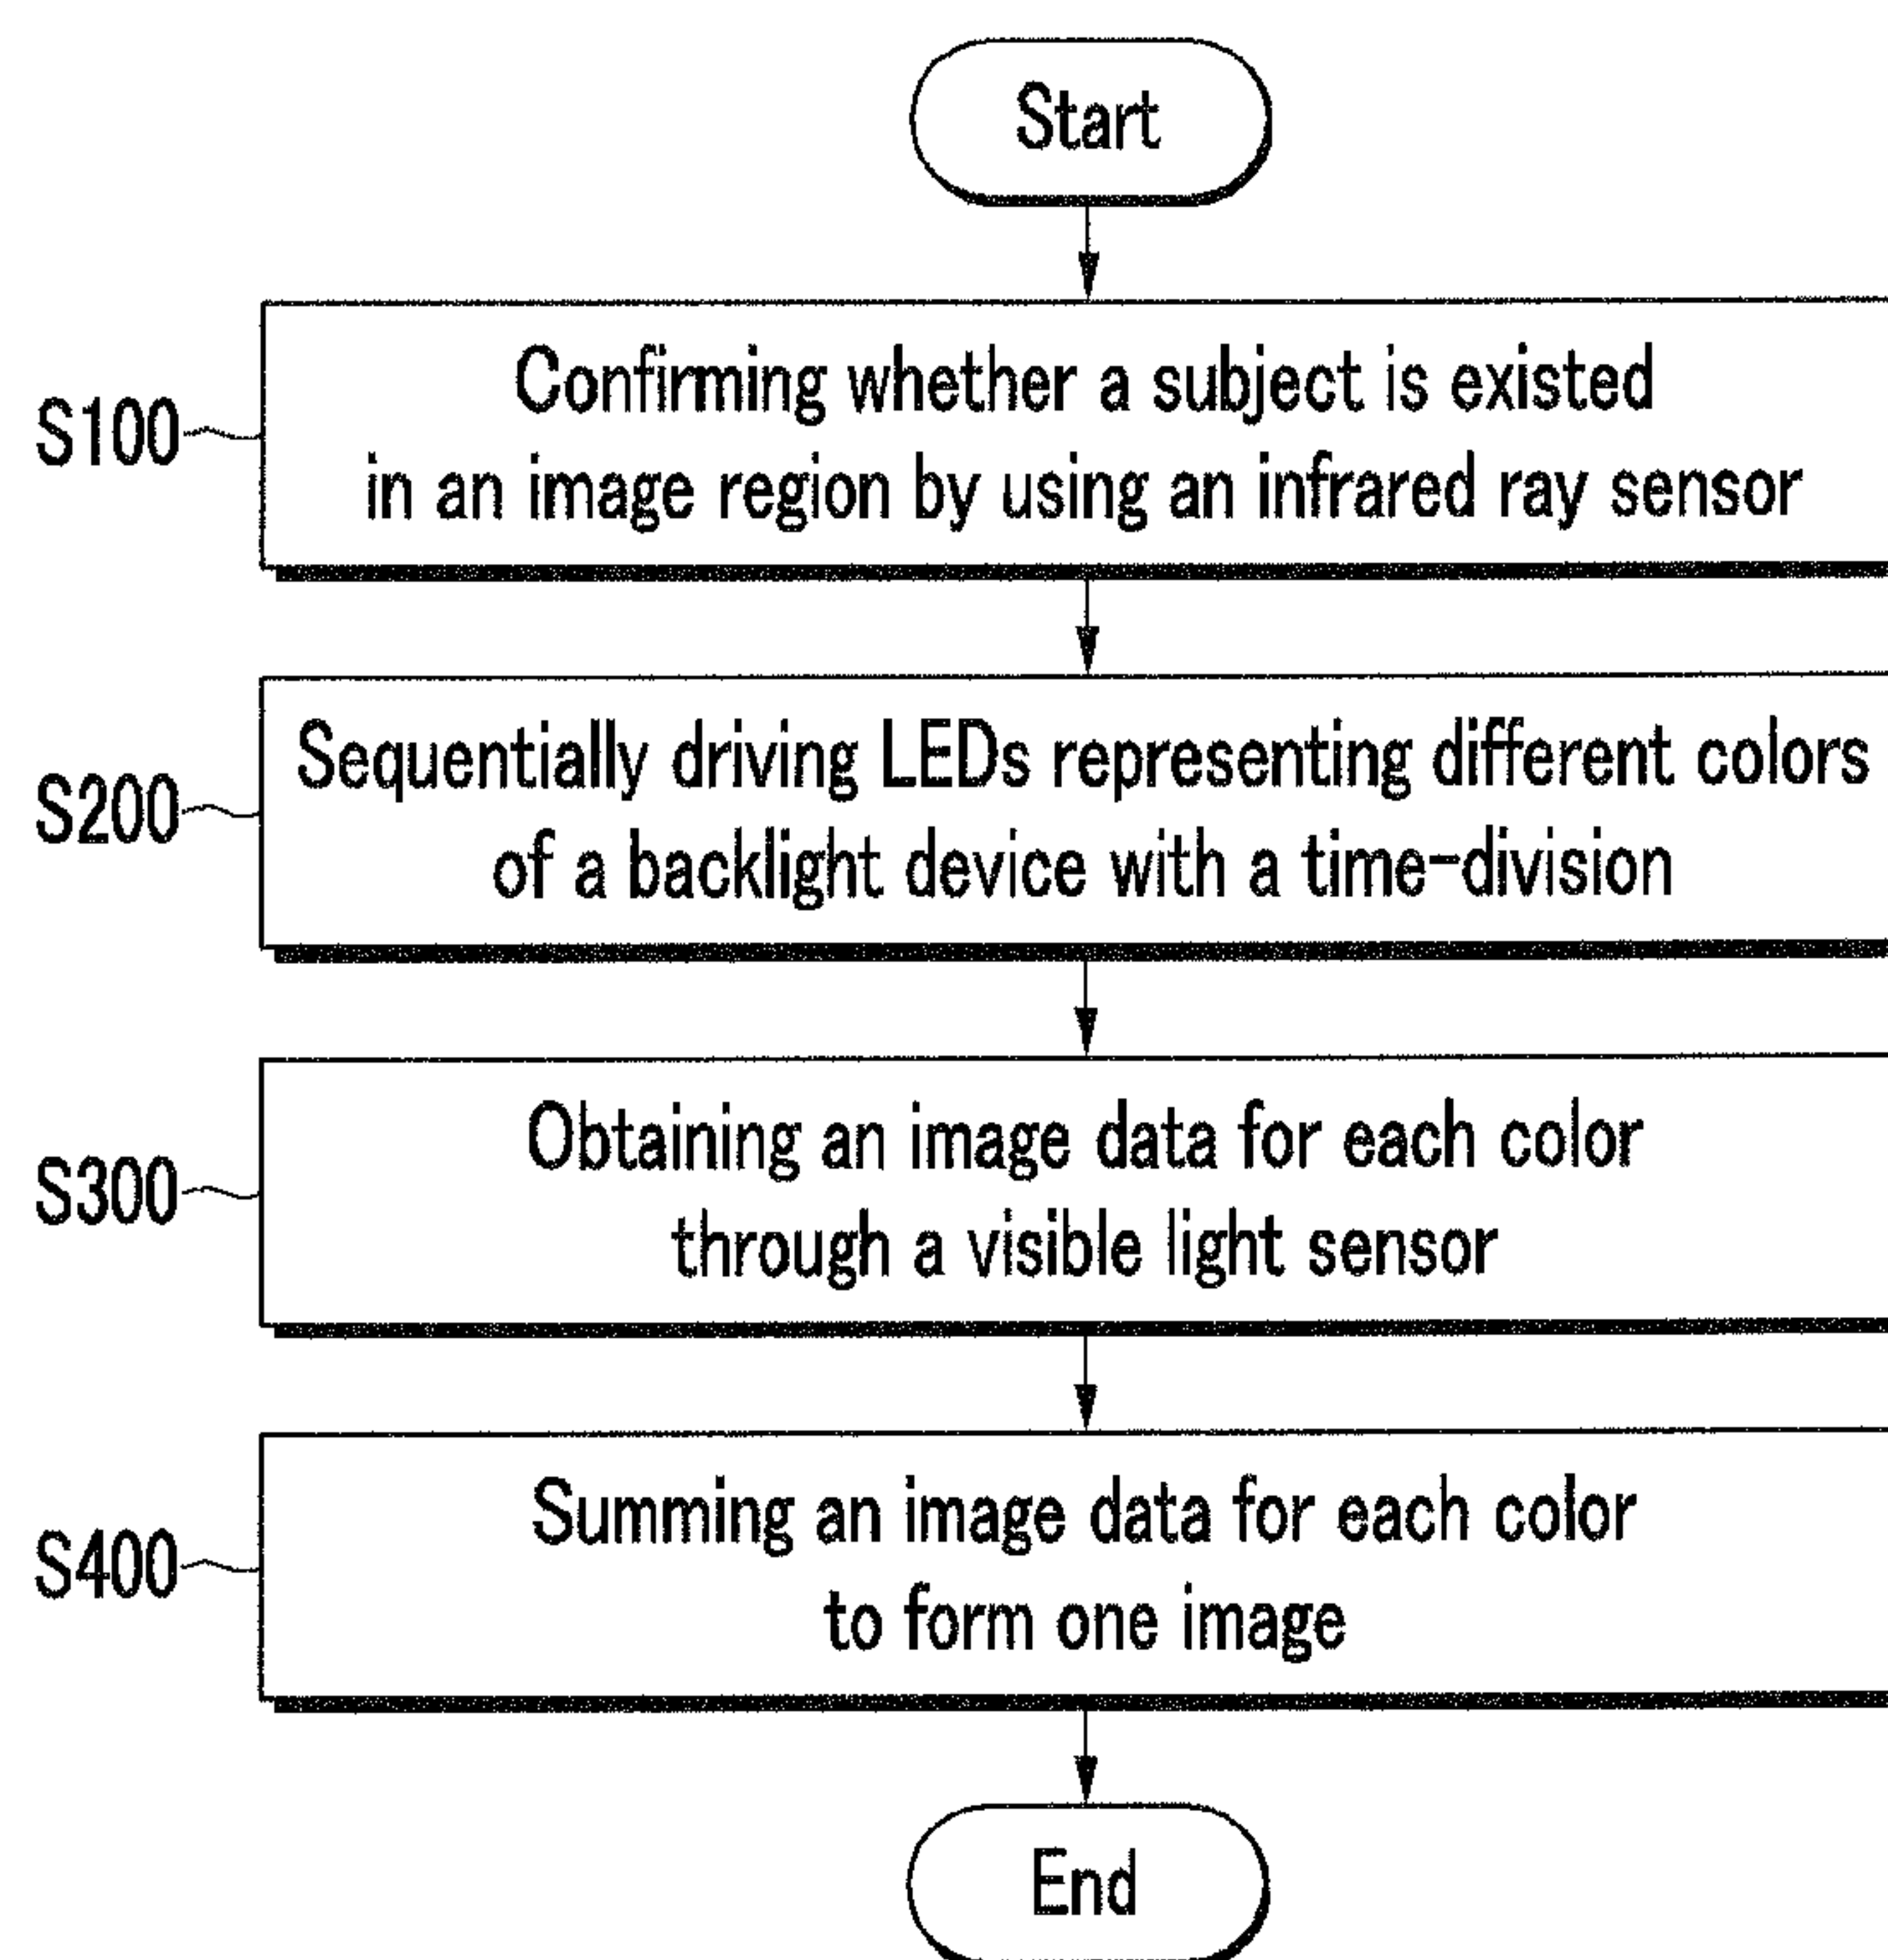 Start
S100
Confirming whether a subject is existed
in an image region by using an infrared ray sensor
S200
Sequentially driving LEDs representing different colors
of a backlight device with a time-division
S300
Obtaining an image data for each color
through a visible light sensor
S400
Summing an image data for each color
to form one image
End